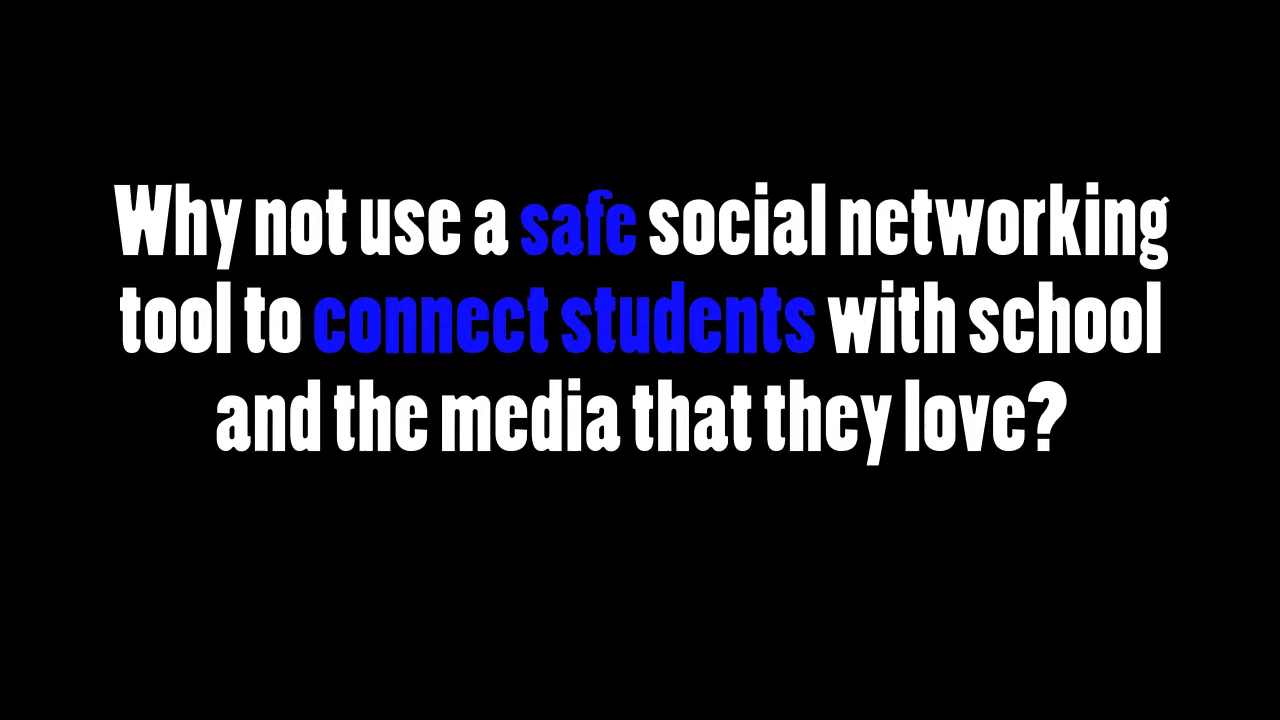 Why not use a safe social networking
tool to connect students with school
and the media that they love?